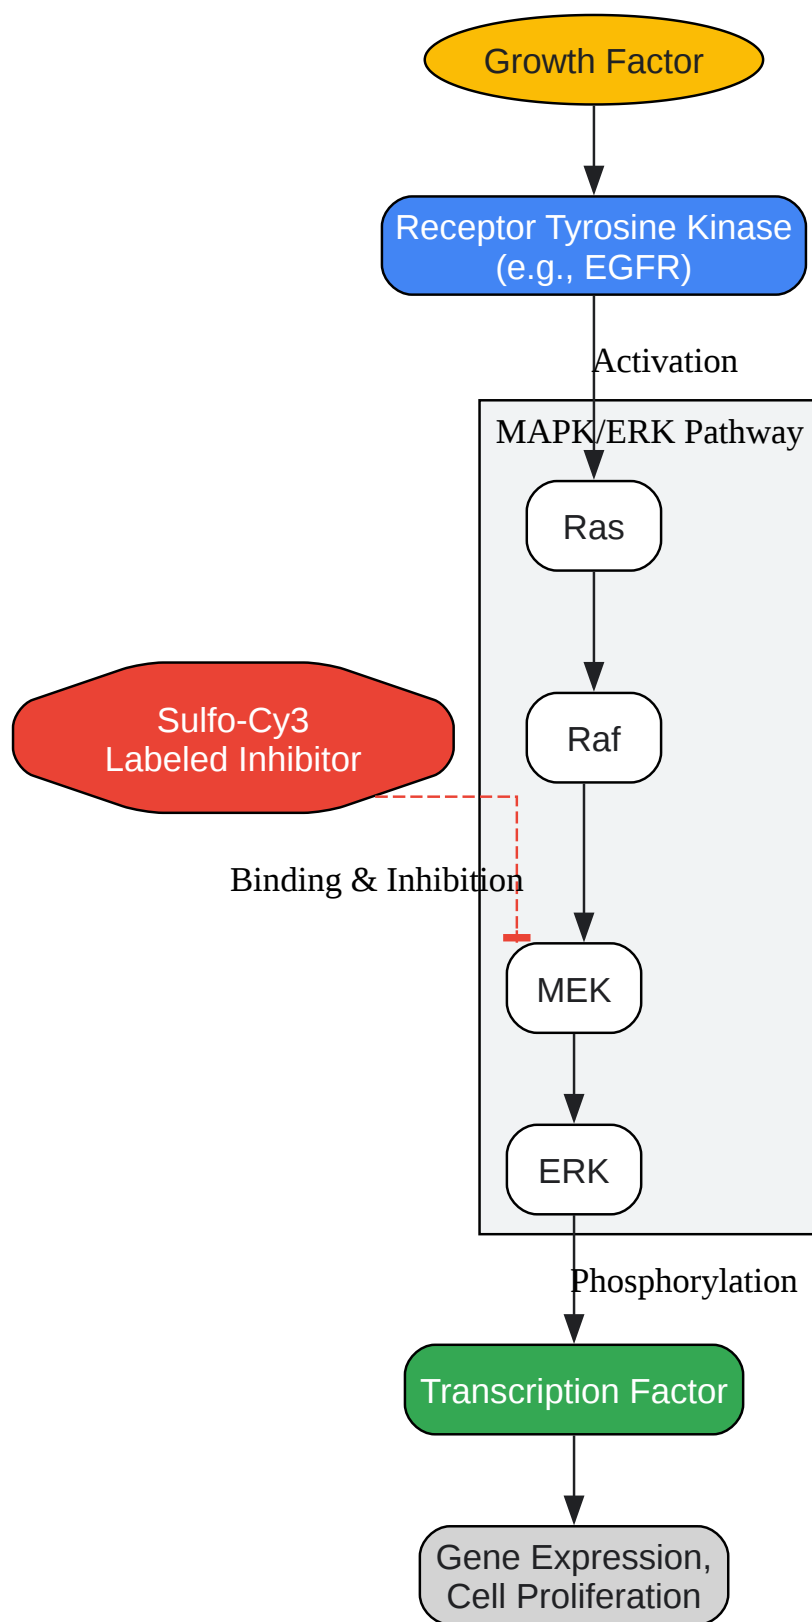 Growth Factor
Receptor Tyrosine Kinase
(e.g., EGFR)
Activation
MAPK/ERK Pathway
Ras
Raf
Sulfo-Cy3
Labeled Inhibitor
Binding & Inhibition
MEK
ERK
Phosphorylation
Transcription Factor
Gene Expression,
Cell Proliferation